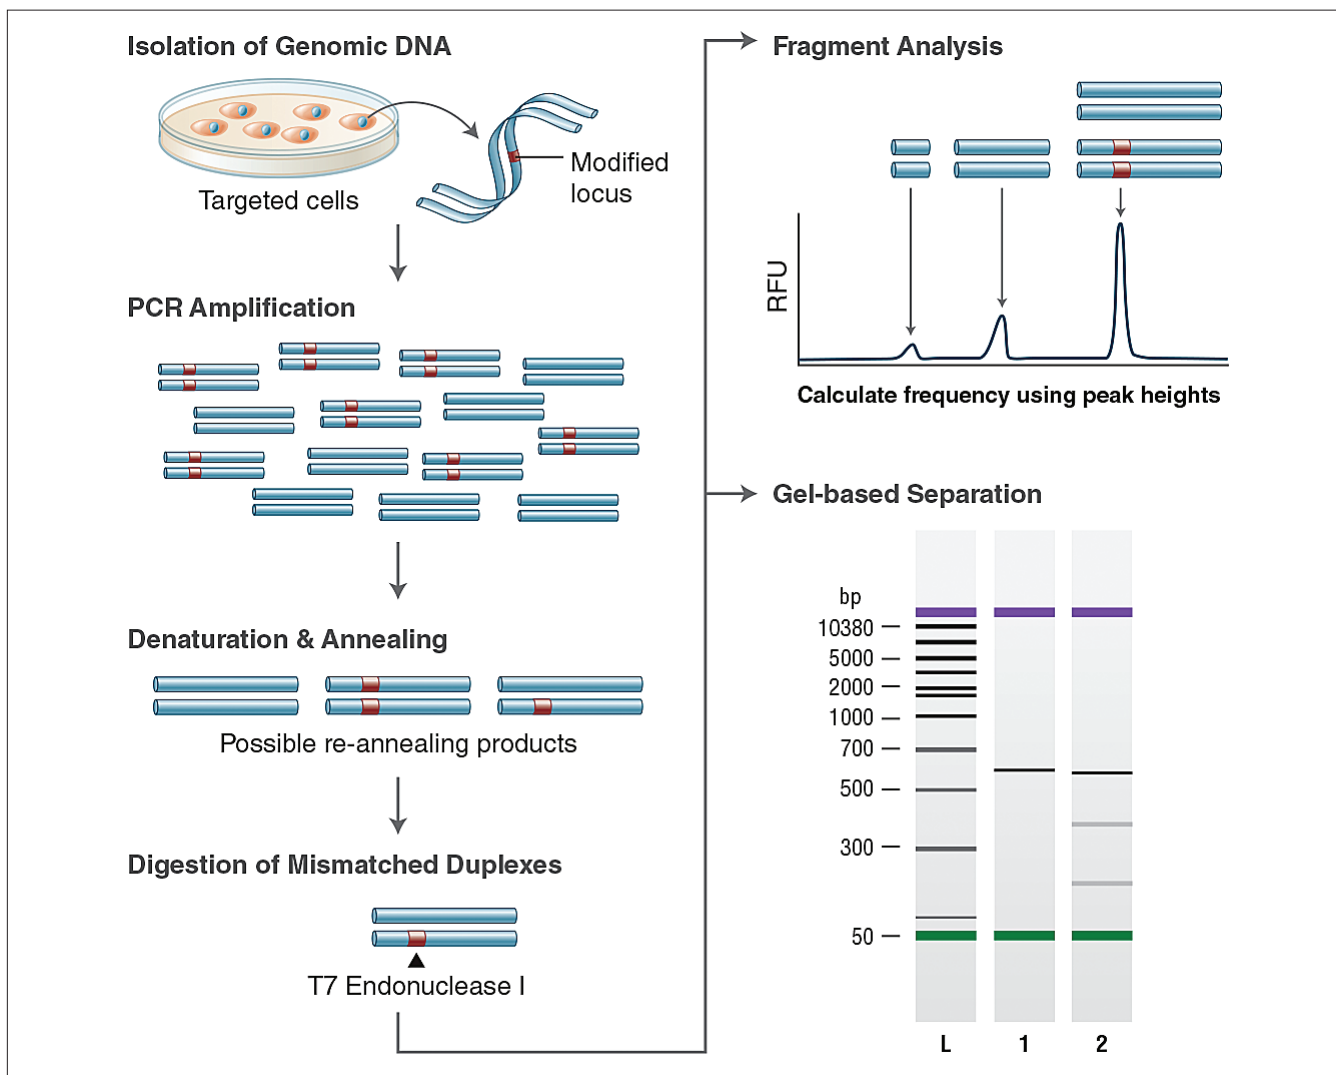 Isolation of Genomic DNA
Targeted cells
Modified
locus
PCR Amplification
Denaturation & Annealing
Possible re-annealing products
Digestion of Mismatched Duplexes
T7 Endonuclease I
Fragment Analysis
RFU
Calculate frequency using peak heights
Gel-based Separation
bp
10380
5000
2000
1000
700
500
300
50
L 1 2